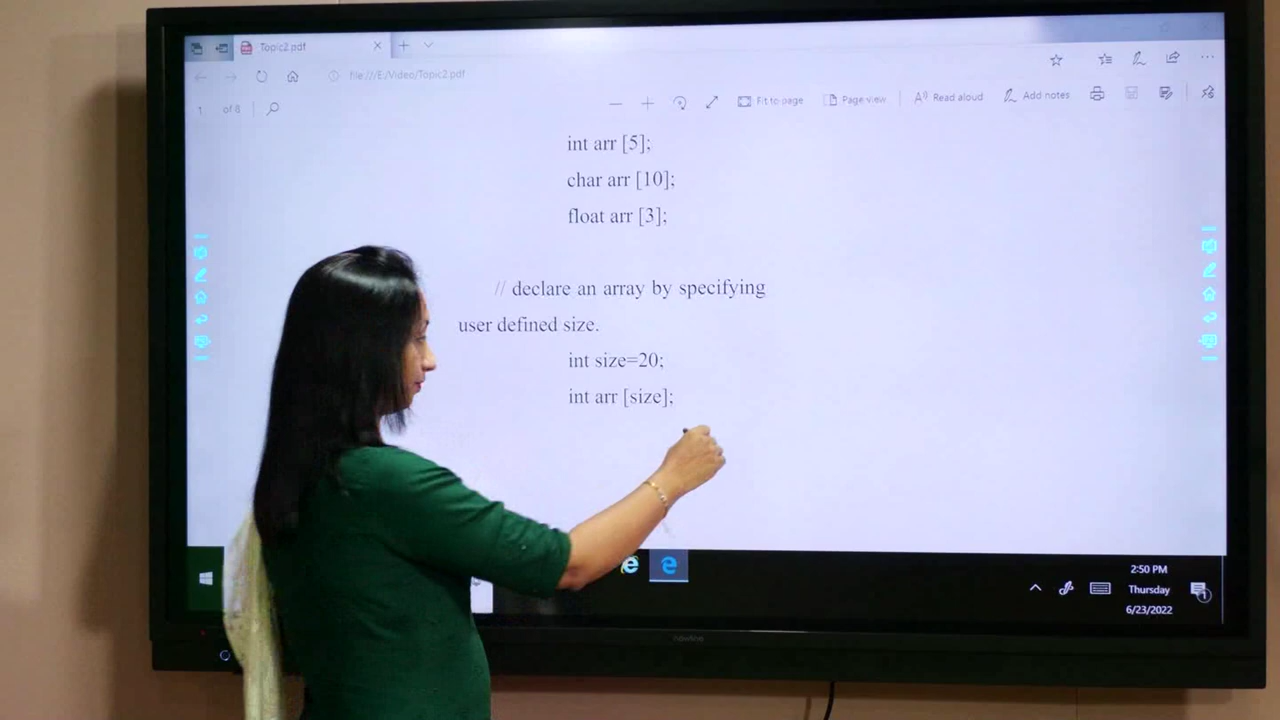 Topic2.pdf
file:///E:/Video/Topic2.pdf
1 of 8
Fit to page
Page view
Read aloud
Add notes
int arr [5];
char arr [10];
float arr [3];
// declare an array by specifying
user defined size.
int size=20;
int arr [size];
2:50 PM
Thursday
6/23/2022
1
newline